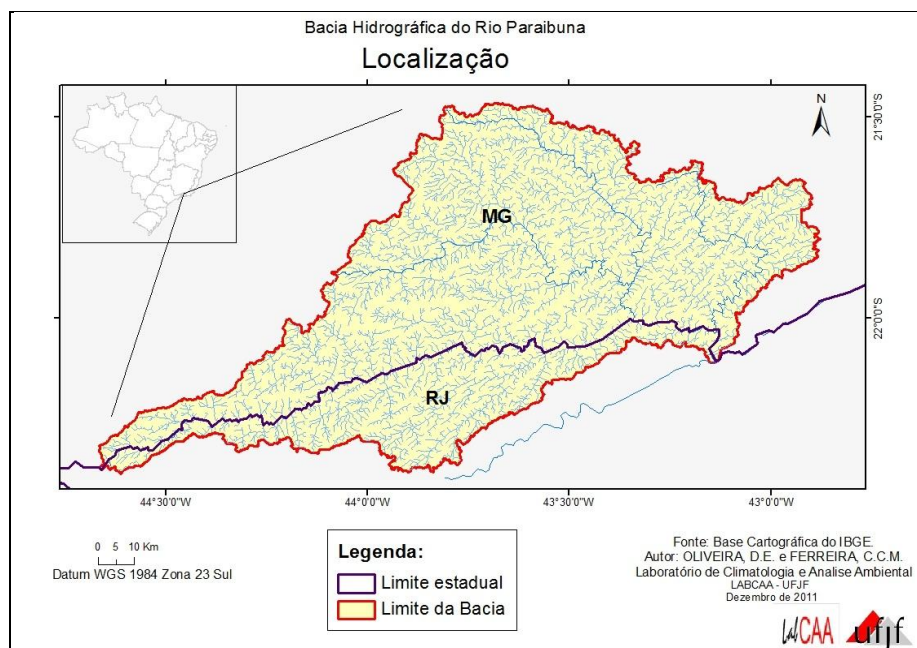 Bacia Hidrográfica do Rio Paraibuna
Localização
N
21°30'0"S
MG
22°0'0"S
RJ
44°30'0"W
44°0'0"W
43°30'0"W
43°0'0"W
0 5 10 Km
Datum WGS 1984 Zona 23 Sul
Legenda:
Limite estadual
Limite da Bacia
Fonte: Base Cartográfica do IBGE.
Autor: OLIVEIRA, D.E. e FERREIRA, C.C.M.
Laboratório de Climatologia e Analise Ambiental
LABCAA - UFJF
Dezembro de 2011
LabCAA
ufjf